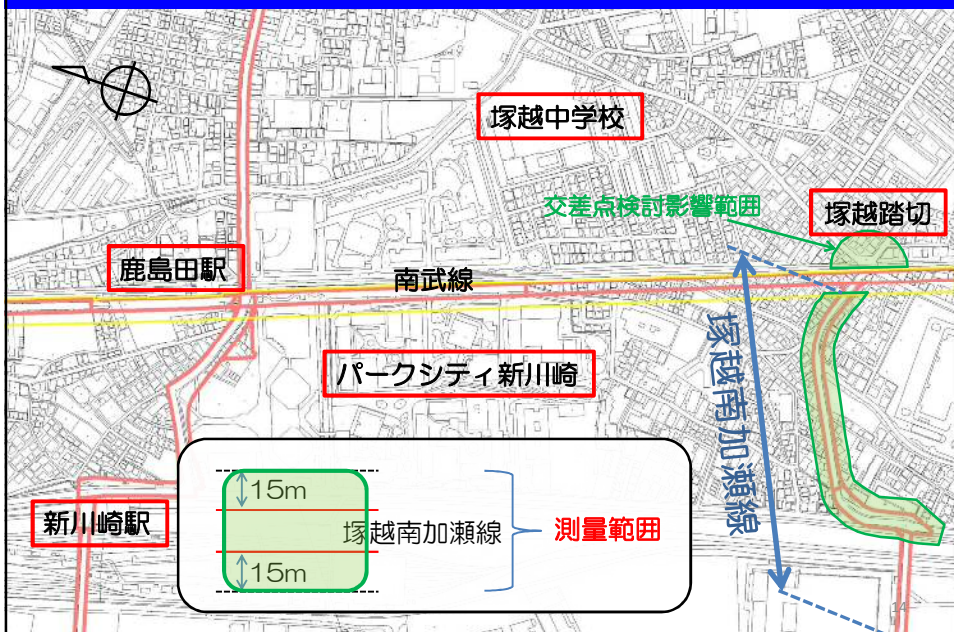 塚越中学校
交差点検討影響範囲
塚越踏切
鹿島田駅
南武線
パークシティ新川崎
塚越南加瀬線
新川崎駅
15m
塚越南加瀬線
測量範囲
15m
14